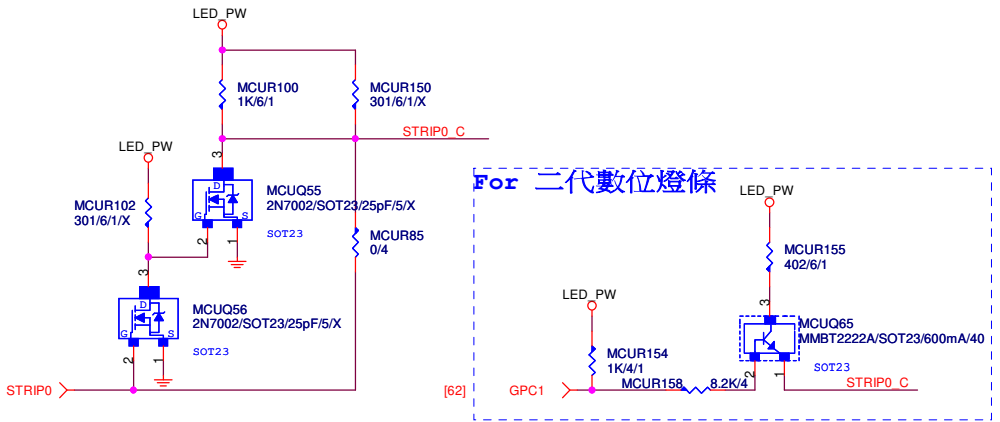 LED_PW
MCUR100
1K/6/1
MCUR150
301/6/1/X
STRIP0_C
3
LED_PW
D
G
S
MCUQ55
2N7002/SOT23/25pF/5/X
SOT23
MCUR102
301/6/1/X
2
1
MCUR85
0/4
3
D
G
S
MCUQ56
2N7002/SOT23/25pF/5/X
SOT23
2
1
STRIP0
For 二代數位燈條
LED_PW
MCUR155
402/6/1
LED_PW
3
MCUQ65
MMBT2222A/SOT23/600mA/40
SOT23
MCUR154
1K/4/1
2
1
MCUR158
8.2K/4
STRIP0_C
[62]
GPC1